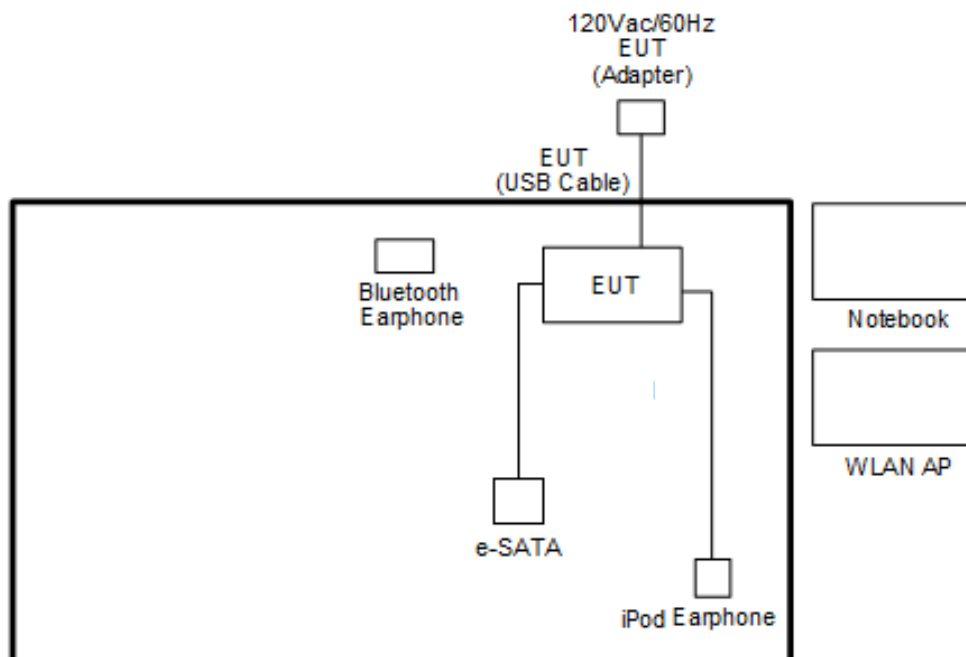 120Vac/60Hz
EUT
(Adapter)
EUT
(USB Cable)
EUT
Bluetooth
Earphone
Notebook
WLAN AP
e-SATA
iPod Earphone